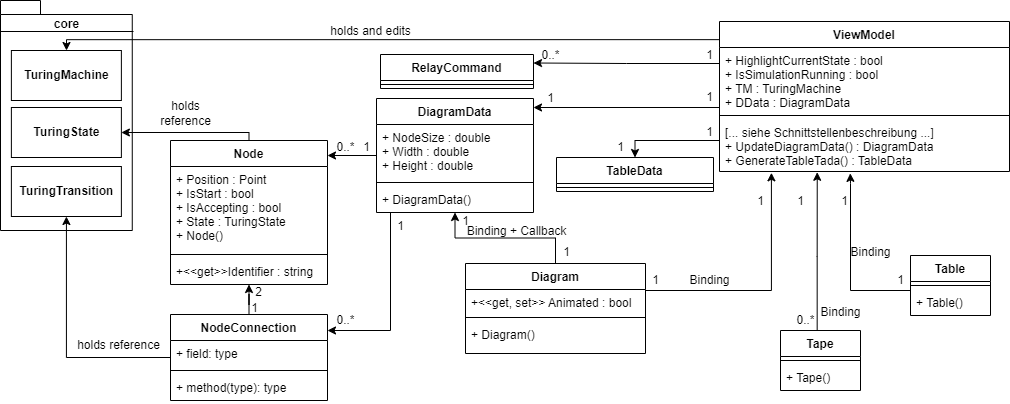 core
TuringMachine
TuringState
TuringTransition
holds and edits
holds
reference
holds reference
Node
+ Position : Point
+ IsStart : bool
+ IsAccepting : bool
+ State : TuringState
+ Node()
+<<get>>Identifier : string
2
1
NodeConnection
+ field: type
+ method(type): type
0..*
1
0..*
1
RelayCommand
0..*
1
DiagramData
+ NodeSize : double
+ Width : double
+ Height : double
+ DiagramData()
1
1
1
Binding + Callback
1
Diagram
+<<get, set>> Animated : bool
+ Diagram()
1
Binding
1
TableData
1
1
ViewModel
+ HighlightCurrentState : bool
+ IsSimulationRunning : bool
+ TM : TuringMachine
+ DData : DiagramData
[... siehe Schnittstellenbeschreibung ...]
+ UpdateDiagramData() : DiagramData
+ GenerateTableTada() : TableData
1
Binding
0..*
Tape
+ Tape()
1
Binding
1
Table
+ Table()